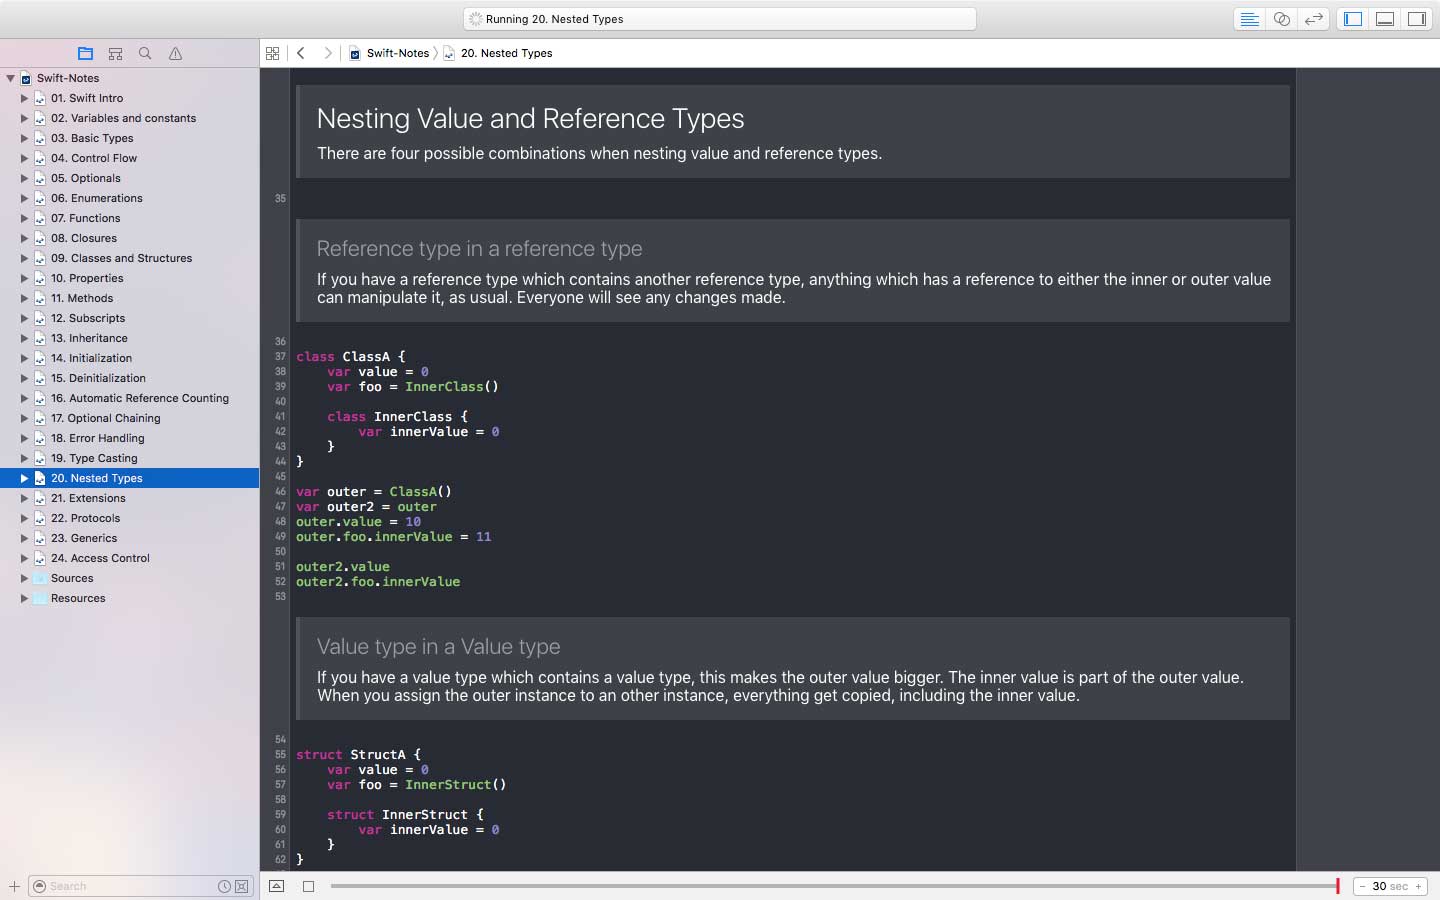 Running 20. Nested Types
Swift-Notes
20. Nested Types
Swift-Notes
01. Swift Intro
02. Variables and constants
03. Basic Types
04. Control Flow
05. Optionals
06. Enumerations
07. Functions
08. Closures
09. Classes and Structures
10. Properties
11. Methods
12. Subscripts
13. Inheritance
14. Initialization
15. Deinitialization
16. Automatic Reference Counting
17. Optional Chaining
18. Error Handling
19. Type Casting
20. Nested Types
21. Extensions
22. Protocols
23. Generics
24. Access Control
Sources
Resources
Search
Nesting Value and Reference Types
There are four possible combinations when nesting value and reference types.
35
Reference type in a reference type
If you have a reference type which contains another reference type, anything which has a reference to either the inner or outer value
can manipulate it, as usual. Everyone will see any changes made.
36
37 class ClassA {
38     var value = 0
39     var foo = InnerClass()
40
41     class InnerClass {
42         var innerValue = 0
43     }
44 }
45
46 var outer = ClassA()
47 var outer2 = outer
48 outer.value = 10
49 outer.foo.innerValue = 11
50
51 outer2.value
52 outer2.foo.innerValue
53
Value type in a Value type
If you have a value type which contains a value type, this makes the outer value bigger. The inner value is part of the outer value.
When you assign the outer instance to an other instance, everything get copied, including the inner value.
54
55 struct StructA {
56     var value = 0
57     var foo = InnerStruct()
58
59     struct InnerStruct {
60         var innerValue = 0
61     }
62 }
- 30 sec +